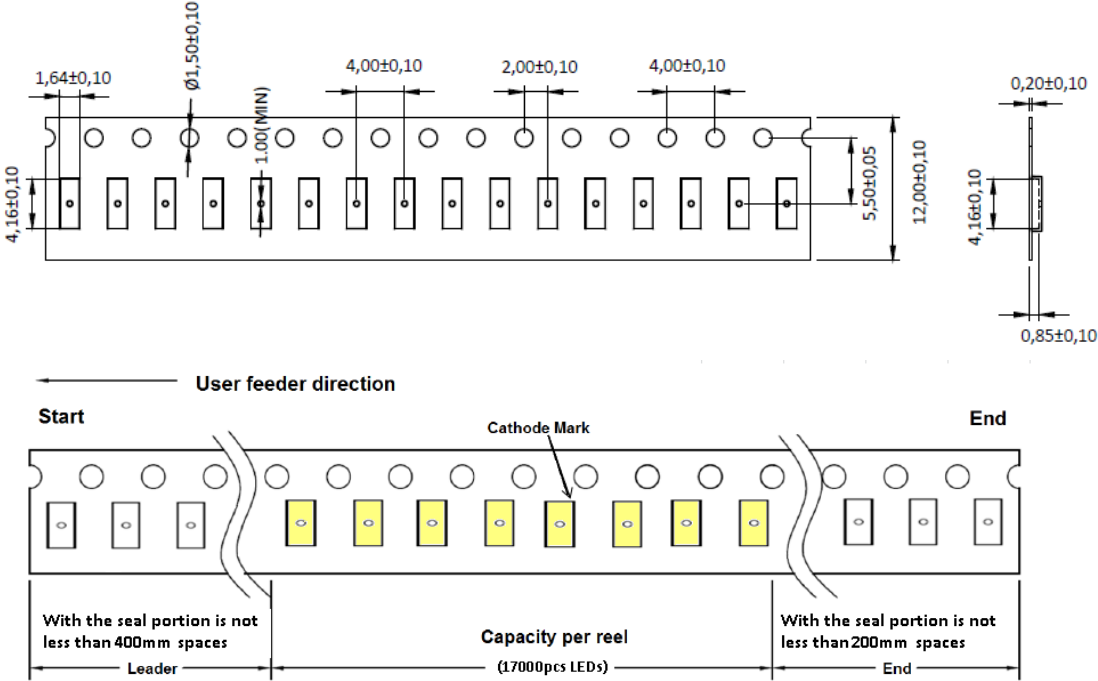 1,64±0,10
Ø1,50±0,10
1.00(MIN)
4,00±0,10
2,00±0,10
4,00±0,10
0,20±0,10
4,16±0,10
5,50±0,05
12,00±0,10
4,16±0,10
0,85±0,10
User feeder direction
Start
End
Cathode Mark
With the seal portion is not
less than 400mm spaces
Capacity per reel
With the seal portion is not
less than 200mm spaces
Leader
(17000pcs LEDs)
End